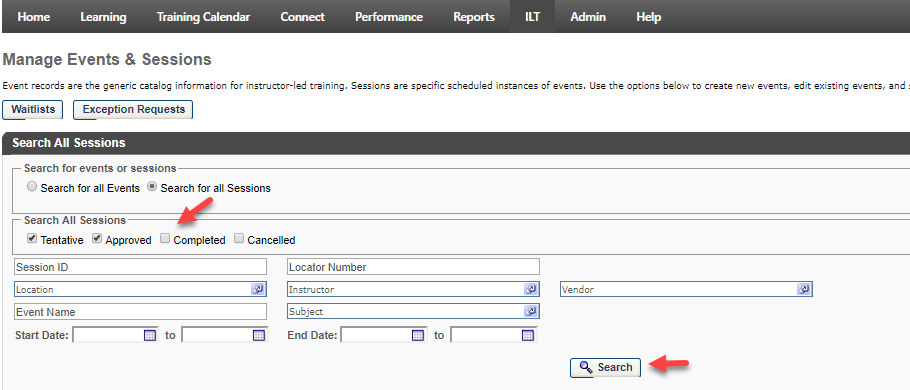 Home Learning Training Calendar Connect Performance Reports ILT Admin Help
Manage Events & Sessions
Event records are the generic catalog information for instructor-led training. Sessions are specific scheduled instances of events. Use the options below to create new events, edit existing events, and
Waitlists Exception Requests
Search All Sessions
Search for events or sessions
Search for all Events Search for all Sessions
Search All Sessions
Tentative Approved Completed Cancelled
Session ID Locator Number
Location Instructor Vendor
Event Name Subject
Start Date: to End Date: to
Search